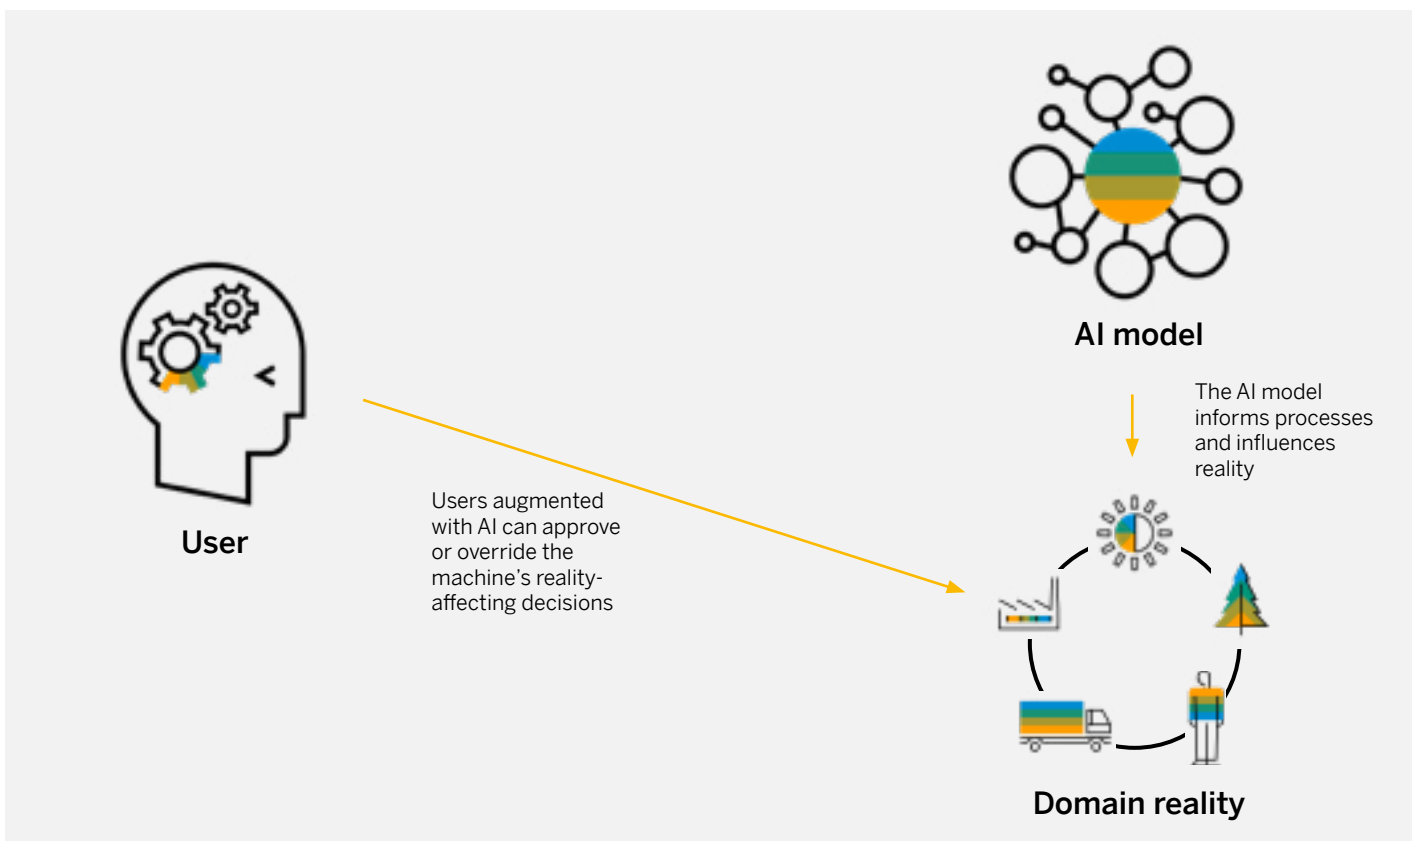 AI model
The AI model
informs processes
and influences
reality
User
Users augmented
with AI can approve
or override the
machine’s reality-
affecting decisions
Domain reality